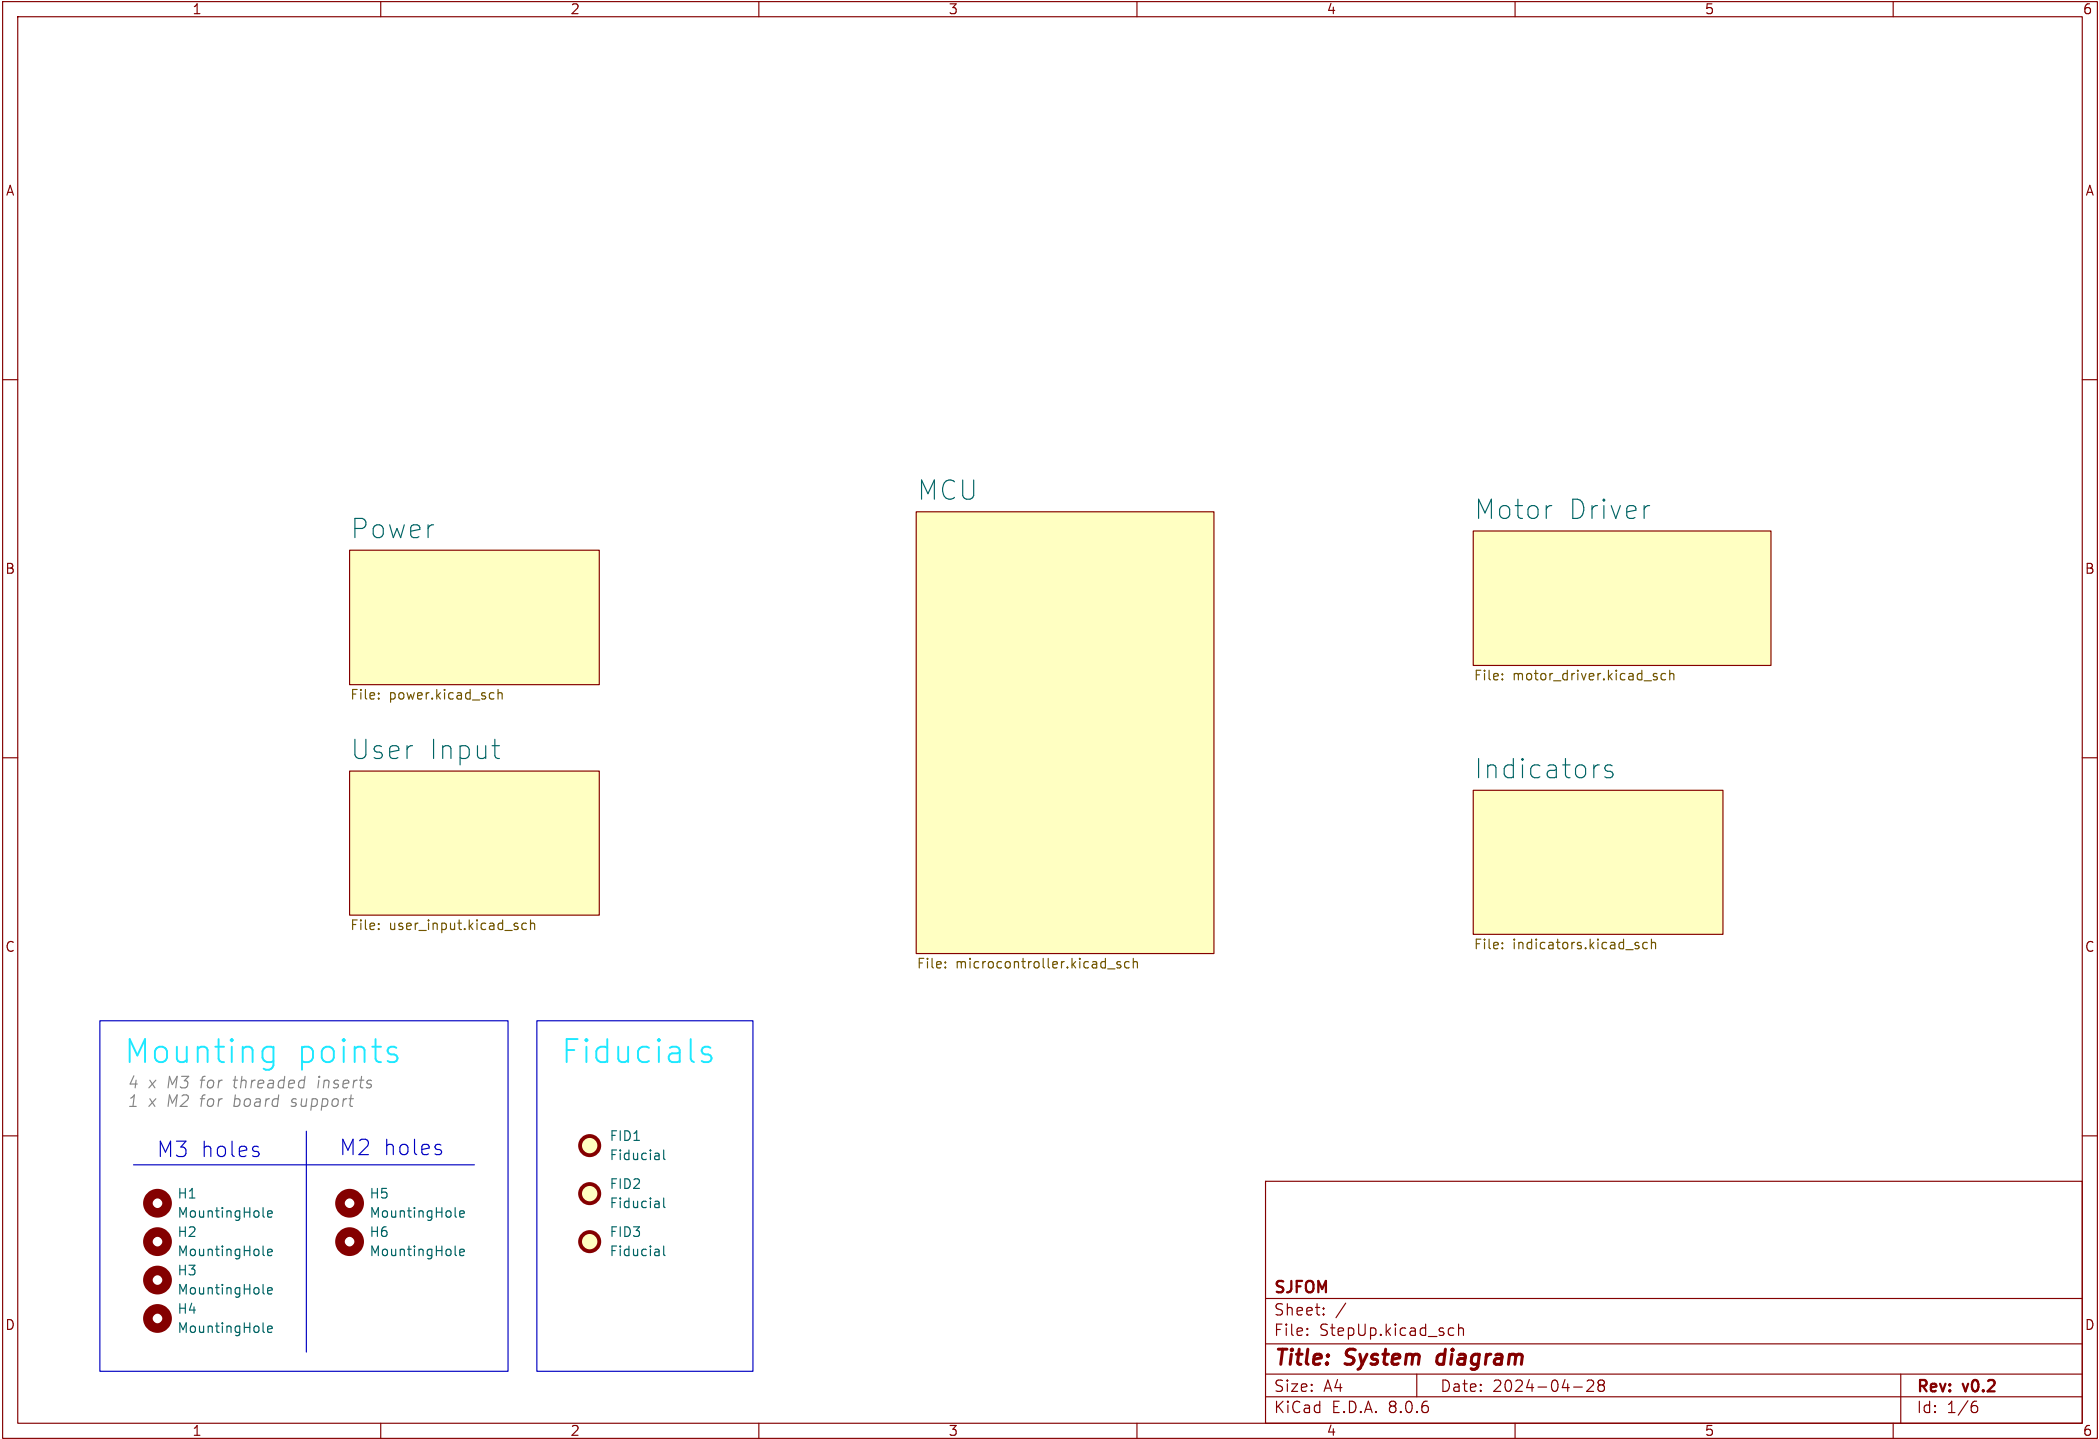 1 2 3 4 5 6
A A
MCU
Motor Driver
Power
B B
File: motor_driver.kicad_sch
File: power.kicad_sch
User Input
Indicators
File: user_input.kicad_sch
File: indicators.kicad_sch
C C
File: microcontroller.kicad_sch
Mounting points
4 x M3 for threaded inserts
1 x M2 for board support
M3 holes
M2 holes
H1
MountingHole
H2
MountingHole
H3
MountingHole
H4
MountingHole
H5
MountingHole
H6
MountingHole
Fiducials
FID1
Fiducial
FID2
Fiducial
FID3
Fiducial
SJFOM
Sheet: /
File: StepUp.kicad_sch
D D
Title: System diagram
Size: A4
Date: 2024-04-28
Rev: v0.2
KiCad E.D.A. 8.0.6
Id: 1/6
1 2 3 4 5 6